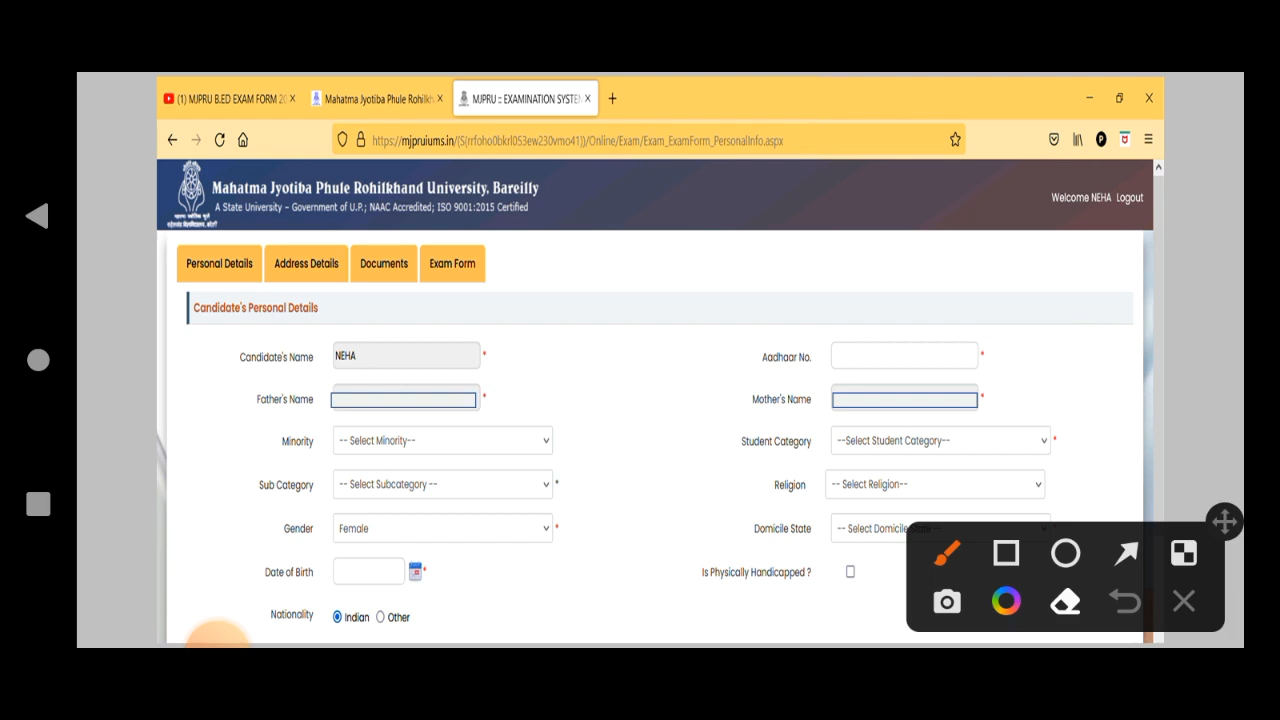 (1) MJPRU B.ED EXAM FORM 20
Mahatma Jyotiba Phule Rohilkh
MJPRU :: EXAMINATION SYSTEM
https://mjpruiums.in/(S(rrfoho0bkrl053ew230vmo41))/Online/Exam/Exam_ExamForm_PersonalInfo.aspx
Mahatma Jyotiba Phule Rohilkhand University, Bareilly
A State University - Government of U.P.; NAAC Accredited; ISO 9001:2015 Certified
Welcome NEHA Logout
Personal Details Address Details Documents Exam Form
Candidate's Personal Details
Candidate's Name NEHA * Aadhaar No. *
Father's Name * Mother's Name *
Minority -- Select Minority-- Student Category --Select Student Category-- *
Sub Category -- Select Subcategory -- * Religion -- Select Religion--
Gender Female * Domicile State -- Select Domicile State --
Date of Birth * Is Physically Handicapped ?
Nationality Indian Other